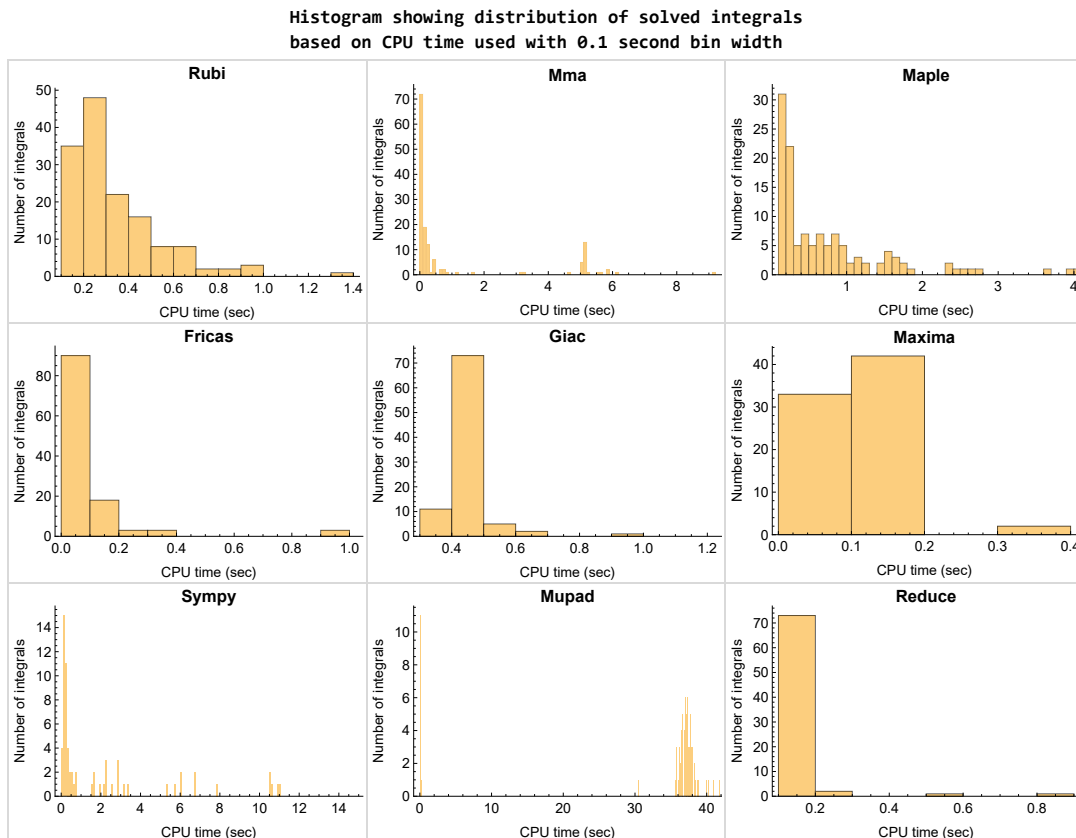 Histogram showing distribution of solved integrals
based on CPU time used with 0.1 second bin width
Rubi
Number of integrals
50
40
30
20
10
0
0.2 0.4 0.6 0.8 1.0 1.2 1.4
CPU time (sec)
Mma
Number of integrals
70
60
50
40
30
20
10
0
0 2 4 6 8
CPU time (sec)
Maple
Number of integrals
30
25
20
15
10
5
0
1 2 3 4
CPU time (sec)
Fricas
Number of integrals
80
60
40
20
0
0.0 0.2 0.4 0.6 0.8 1.0
CPU time (sec)
Giac
Number of integrals
70
60
50
40
30
20
10
0
0.4 0.6 0.8 1.0 1.2
CPU time (sec)
Maxima
Number of integrals
40
30
20
10
0
0.0 0.1 0.2 0.3 0.4
CPU time (sec)
Sympy
Number of integrals
14
12
10
8
6
4
2
0
0 2 4 6 8 10 12 14
CPU time (sec)
Mupad
Number of integrals
10
8
6
4
2
0
0 10 20 30 40
CPU time (sec)
Reduce
Number of integrals
70
60
50
40
30
20
10
0
0.2 0.4 0.6 0.8
CPU time (sec)